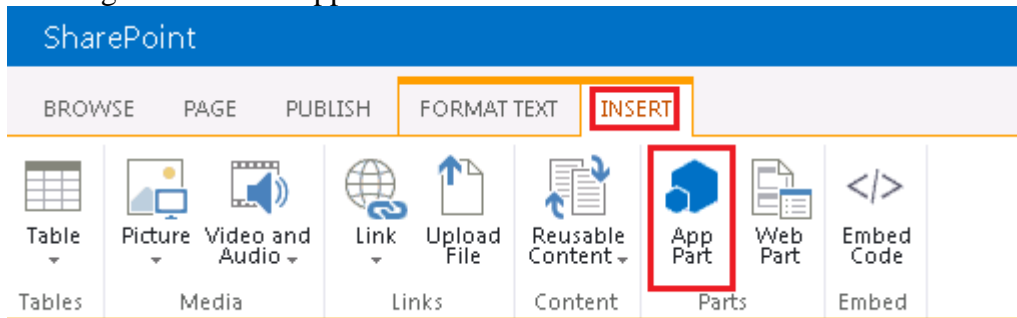 SharePoint
BROWSE PAGE PUBLISH FORMAT TEXT INSERT
Table Picture Video and Audio Link Upload File Reusable Content App Part Web Part </> Embed Code
Tables Media Links Content Parts Embed